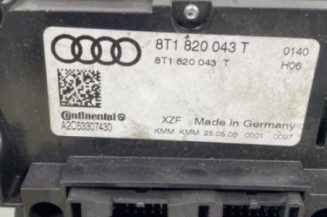 8T1 820 043 T 0140
8T1 820 043 T H06
Continental
XZF Made in Germany
A2C53307430
KMM KMM 25.05.08 0001 0097